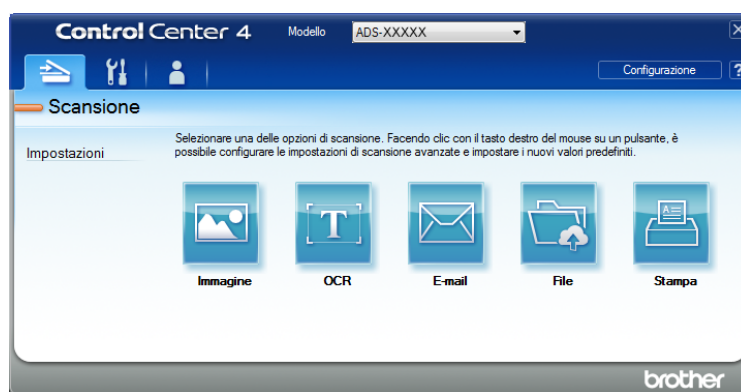 Control Center 4 Modello ADS-XXXXX
Configurazione ?
Scansione
Impostazioni
Selezionare una delle opzioni di scansione. Facendo clic con il tasto destro del mouse su un pulsante, è
possibile configurare le impostazioni di scansione avanzate e impostare i nuovi valori predefiniti.
T
Immagine OCR E-mail File Stampa
brother